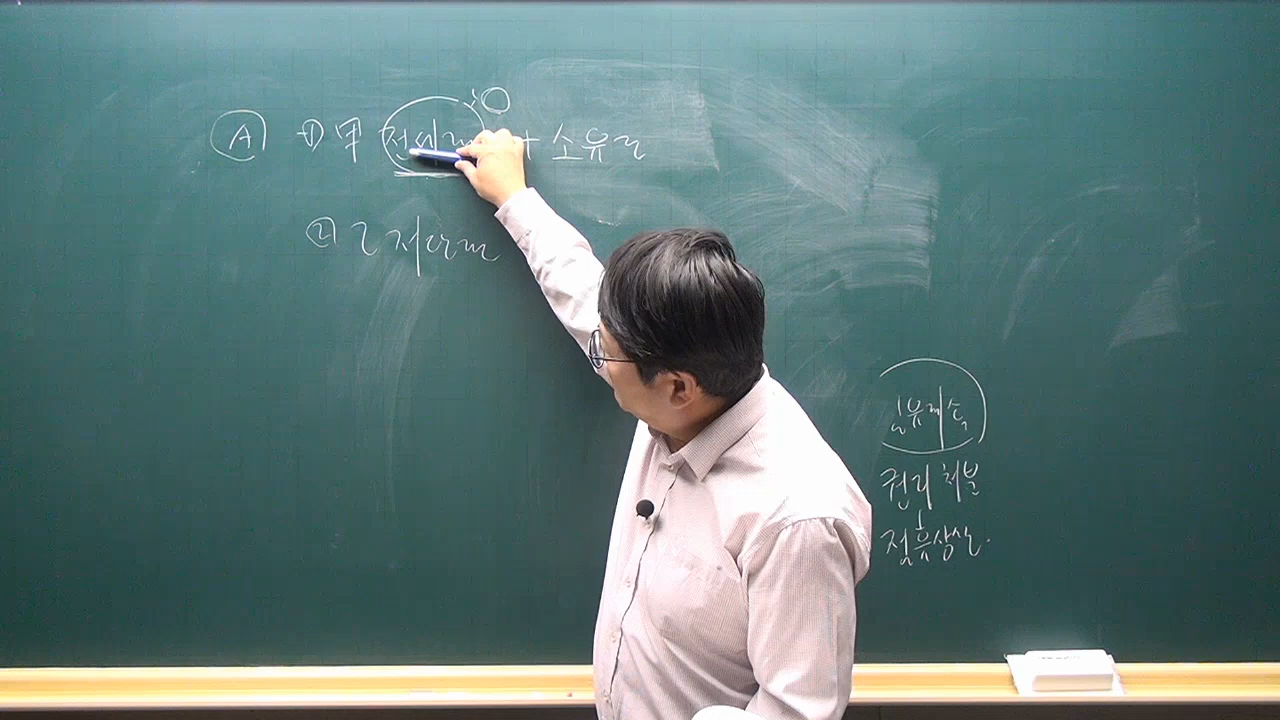 Ⓐ ① 甲 전세권 + 소유권
② 乙 저당권
점유계속
권리처분
점유상실.